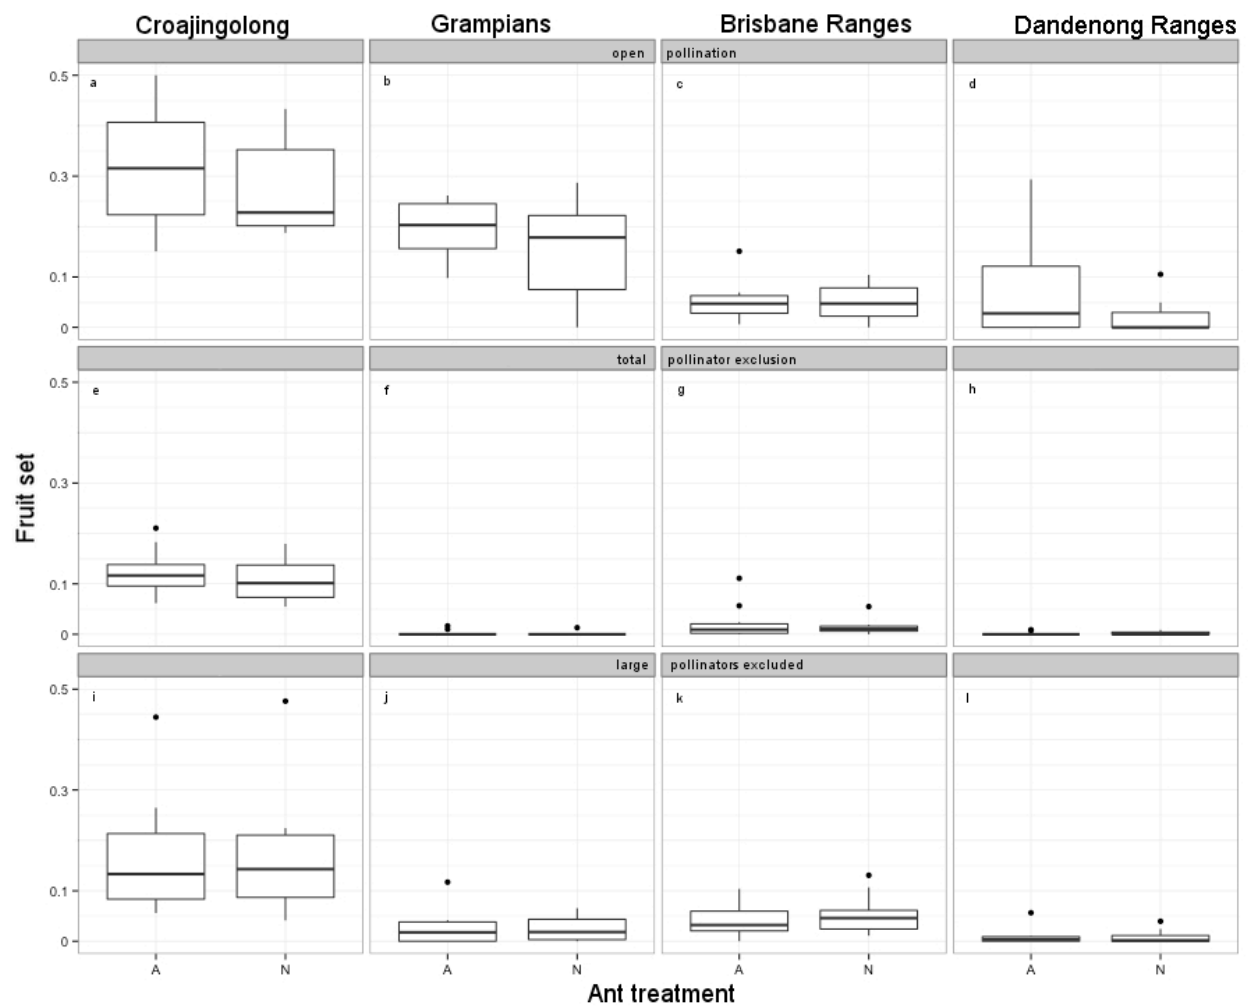 Croajingolong Grampians Brisbane Ranges Dandenong Ranges
open pollination
a b c d
0.5
0.3
0.1
0
total pollinator exclusion
e f g h
0.5
0.3
0.1
0
large pollinators excluded
i j k l
0.5
0.3
0.1
0
Fruit set
A N A N A N A N
Ant treatment